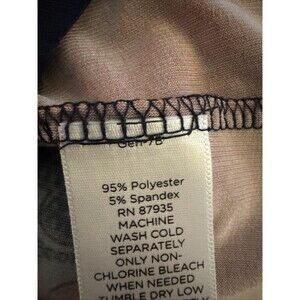 95% Polyester
5% Spandex
RN 87935
MACHINE
WASH COLD
SEPARATELY
ONLY NON-
CHLORINE BLEACH
WHEN NEEDED
TUMBLE DRY LOW